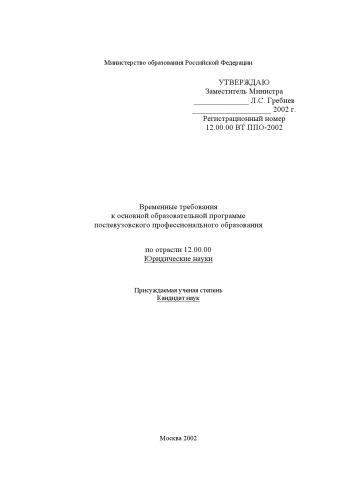 Министерство образования Российской Федерации
УТВЕРЖДАЮ
Заместитель Министра
_______________ Л.С. Гребнев
_____________________ 2002 г.
Регистрационный номер
12.00.00 ВТ ППО-2002
Временные требования
к основной образовательной программе
послевузовского профессионального образования
по отрасли 12.00.00
Юридические науки
Присуждаемая ученая степень
Кандидат наук
Москва 2002